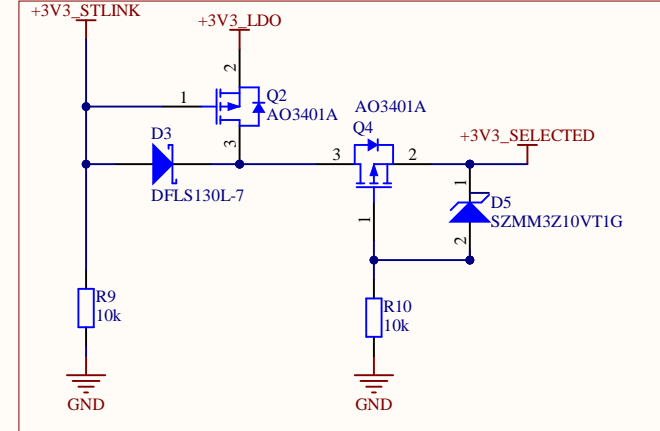 +3V3_STLINK
+3V3_LDO
2
1
Q2
AO3401A
3
D3
DFLS130L-7
AO3401A
Q4
3
2
1
+3V3_SELECTED
1
D5
SZMM3Z10VT1G
2
R9
10k
GND
R10
10k
GND